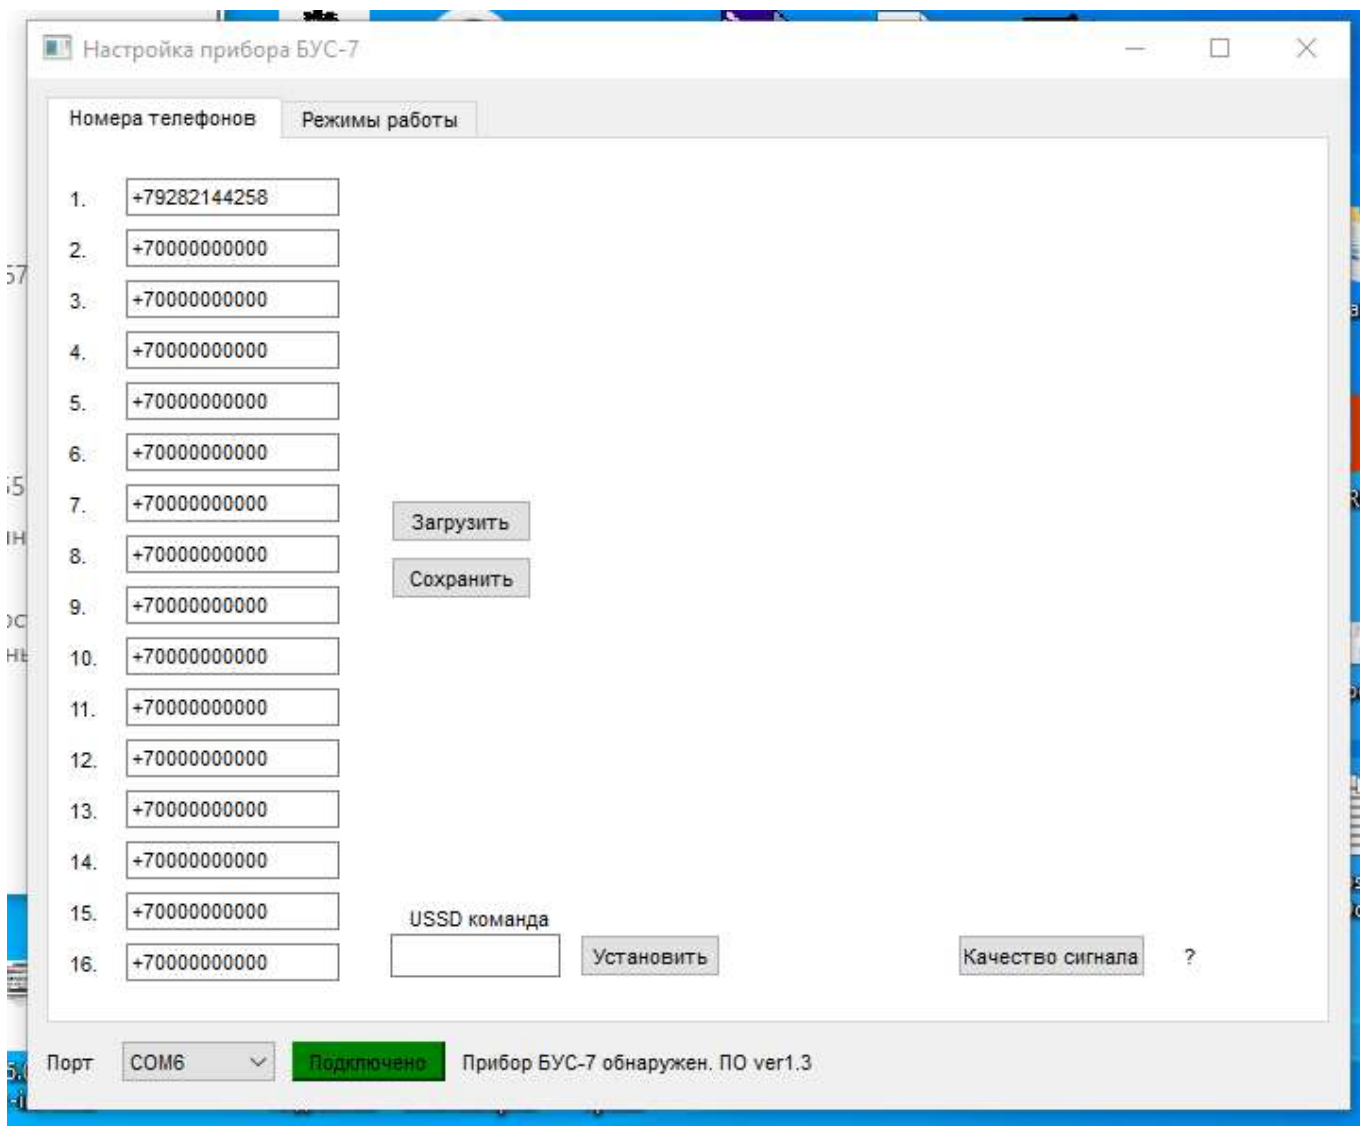 Настройка прибора БУС-7
Номера телефонов Режимы работы
1. +79282144258
2. +70000000000
3. +70000000000
4. +70000000000
5. +70000000000
6. +70000000000
7. +70000000000
Загрузить
8. +70000000000
Сохранить
9. +70000000000
10. +70000000000
11. +70000000000
12. +70000000000
13. +70000000000
14. +70000000000
15. +70000000000
USSD команда
16. +70000000000
Установить Качество сигнала ?
Порт COM6 Подключено Прибор БУС-7 обнаружен. ПО ver1.3